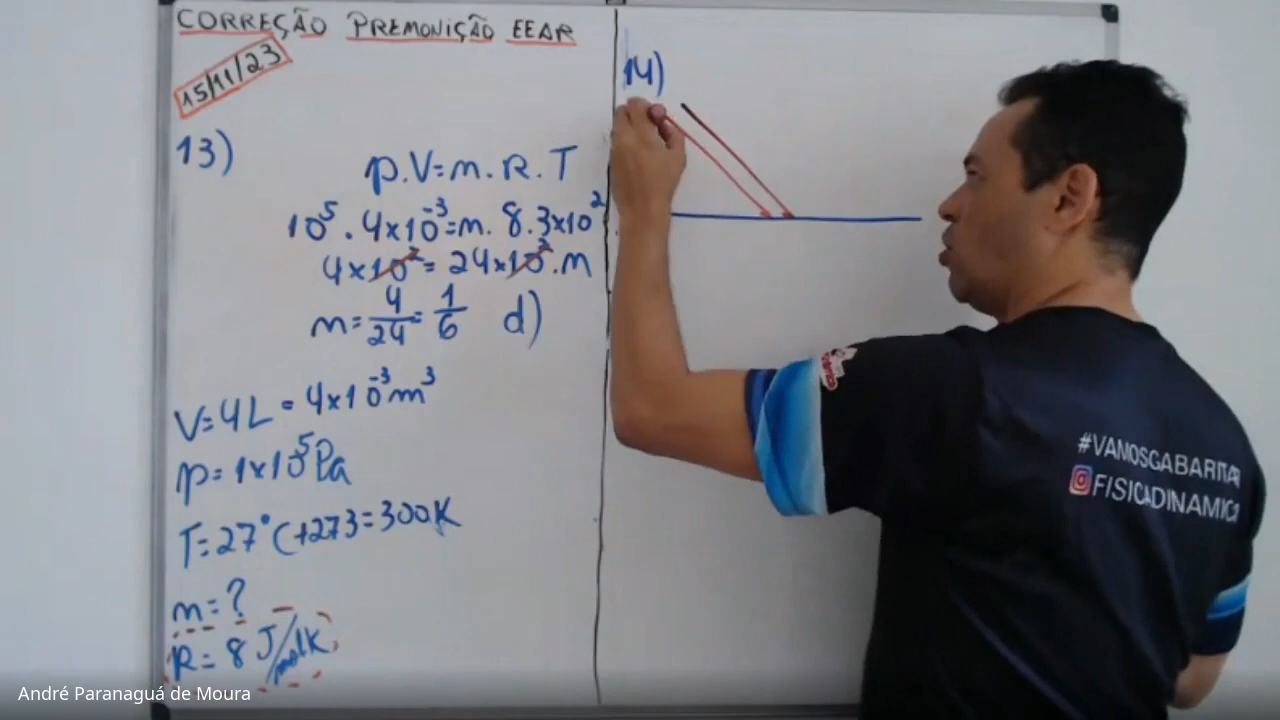 CORREÇÃO PREMONIÇÃO EEAR
15/11/23
13)
p.V=n.R.T
10⁵.4x10⁻³=n.8.3x10²
4x10²=24x10².n
n=4/24=1/6 d)
V=4L=4x10⁻³m³
p=1x10⁵Pa
T=27°C+273=300K
n=?
R=8J/molK
14)
#VAMOSGABARITAR
FISICADINAMICA
André Paranaguá de Moura